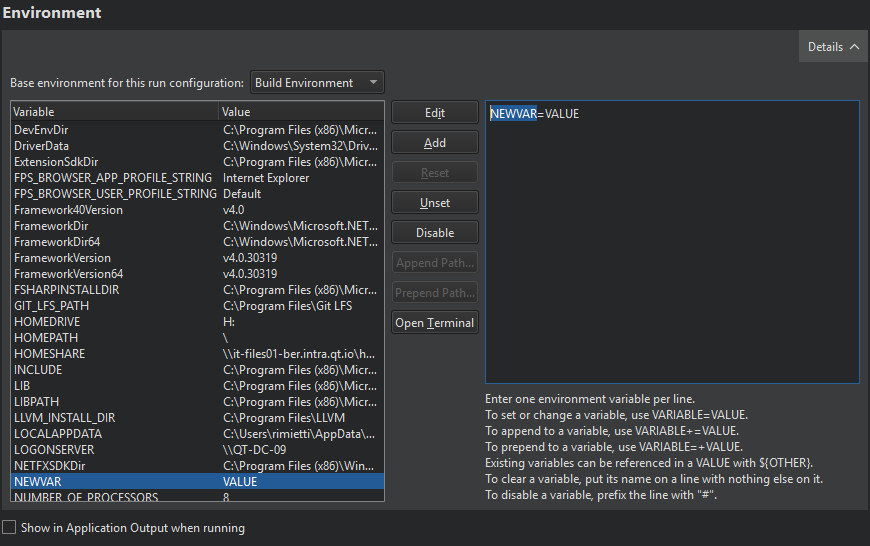 Environment
Details
Base environment for this run configuration: Build Environment
Variable Value
DevEnvDir C:\Program Files (x86)\Micr...
DriverData C:\Windows\System32\Driv...
ExtensionSdkDir C:\Program Files (x86)\Micr...
FPS_BROWSER_APP_PROFILE_STRING Internet Explorer
FPS_BROWSER_USER_PROFILE_STRING Default
Framework40Version v4.0
FrameworkDir C:\Windows\Microsoft.NET...
FrameworkDir64 C:\Windows\Microsoft.NET...
FrameworkVersion v4.0.30319
FrameworkVersion64 v4.0.30319
FSHARPINSTALLDIR C:\Program Files (x86)\Micr...
GIT_LFS_PATH C:\Program Files\Git LFS
HOMEDRIVE H:
HOMEPATH \
HOMESHARE \\it-files01-ber.intra.qt.io\h...
INCLUDE C:\Program Files (x86)\Micr...
LIB C:\Program Files (x86)\Micr...
LIBPATH C:\Program Files (x86)\Micr...
LLVM_INSTALL_DIR C:\Program Files\LLVM
LOCALAPPDATA C:\Users\rimietti\AppData\...
LOGONSERVER \\QT-DC-09
NETFXSDKDir C:\Program Files (x86)\Win...
NEWVAR VALUE
NUMBER_OF_PROCESSORS 8
Edit
Add
Reset
Unset
Disable
Append Path...
Prepend Path...
Open Terminal
NEWVAR=VALUE
Enter one environment variable per line.
To set or change a variable, use VARIABLE=VALUE.
To append to a variable, use VARIABLE+=VALUE.
To prepend to a variable, use VARIABLE=+VALUE.
Existing variables can be referenced in a VALUE with ${OTHER}.
To clear a variable, put its name on a line with nothing else on it.
To disable a variable, prefix the line with "#".
Show in Application Output when running